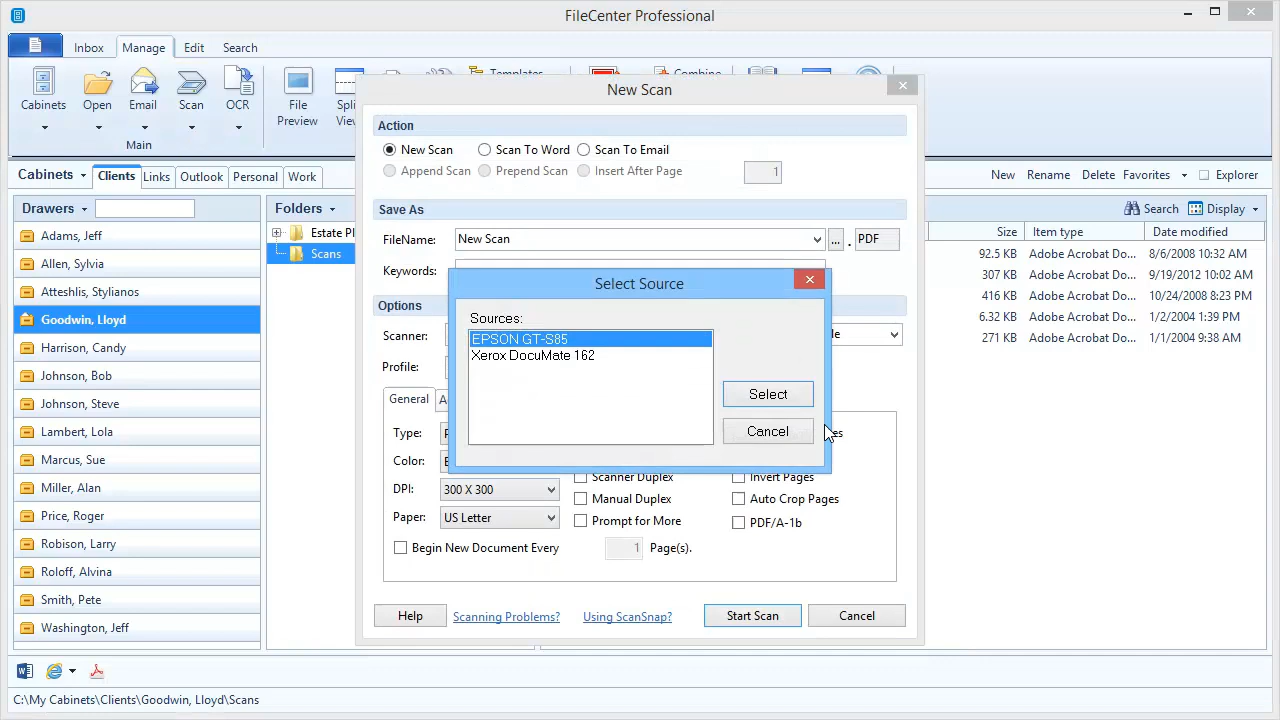 FileCenter Professional
Inbox Manage Edit Search
Templates Combine
Cabinets Open Email Scan OCR File Preview
Main
Cabinets Clients Links Outlook Personal Work New Rename Delete Favorites Explorer
Drawers Folders Search Display
Adams, Jeff
Allen, Sylvia
Atteshlis, Stylianos
Goodwin, Lloyd
Harrison, Candy
Johnson, Bob
Johnson, Steve
Lambert, Lola
Marcus, Sue
Miller, Alan
Price, Roger
Robison, Larry
Roloff, Alvina
Smith, Pete
Washington, Jeff
Estate
Scans
Size Item type Date modified
92.5 KB Adobe Acrobat Do... 8/6/2008 10:32 AM
307 KB Adobe Acrobat Do... 9/19/2012 10:02 AM
416 KB Adobe Acrobat Do... 10/24/2008 8:23 PM
6.32 KB Adobe Acrobat Do... 1/2/2004 1:39 PM
271 KB Adobe Acrobat Do... 1/1/2004 9:38 AM
New Scan
Action
New Scan Scan To Word Scan To Email
Append Scan Prepend Scan Insert After Page 1
Save As
FileName: New Scan ... . PDF
Keywords:
Options
Scanner:
Profile:
General
Type:
Color:
DPI: 300 X 300
Paper: US Letter
Scanner Duplex Invert Pages
Manual Duplex Auto Crop Pages
Prompt for More PDF/A-1b
Begin New Document Every 1 Page(s).
Help Scanning Problems? Using ScanSnap? Start Scan Cancel
Select Source
Sources:
EPSON GT-S85
Xerox DocuMate 162
Select
Cancel
C:\My Cabinets\Clients\Goodwin, Lloyd\Scans